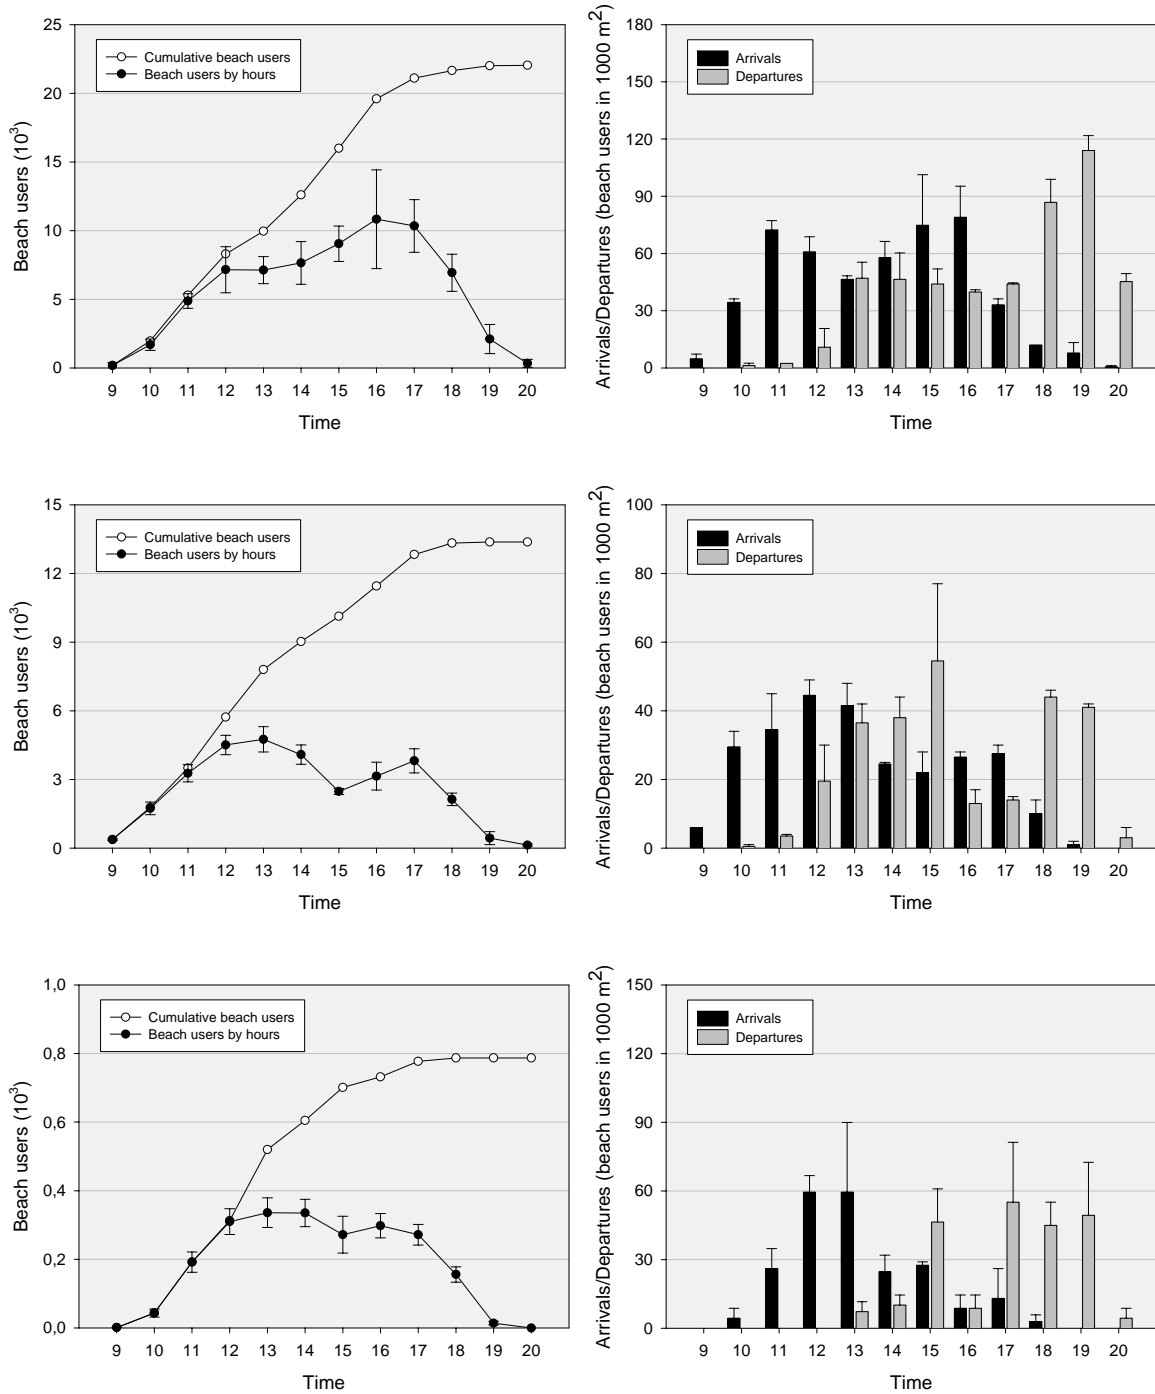 Beach users (10³)
25
20
15
10
5
0
Cumulative beach users
Beach users by hours
9 10 11 12 13 14 15 16 17 18 19 20
Time
Arrivals/Departures (beach users in 1000 m²)
180
150
120
90
60
30
0
Arrivals
Departures
9 10 11 12 13 14 15 16 17 18 19 20
Time
Beach users (10³)
15
12
9
6
3
0
Cumulative beach users
Beach users by hours
9 10 11 12 13 14 15 16 17 18 19 20
Time
Arrivals/Departures (beach users in 1000 m²)
100
80
60
40
20
0
Arrivals
Departures
9 10 11 12 13 14 15 16 17 18 19 20
Time
Beach users (10³)
1,0
0,8
0,6
0,4
0,2
0,0
Cumulative beach users
Beach users by hours
9 10 11 12 13 14 15 16 17 18 19 20
Time
Arrivals/Departures (beach users in 1000 m²)
150
120
90
60
30
0
Arrivals
Departures
9 10 11 12 13 14 15 16 17 18 19 20
Time